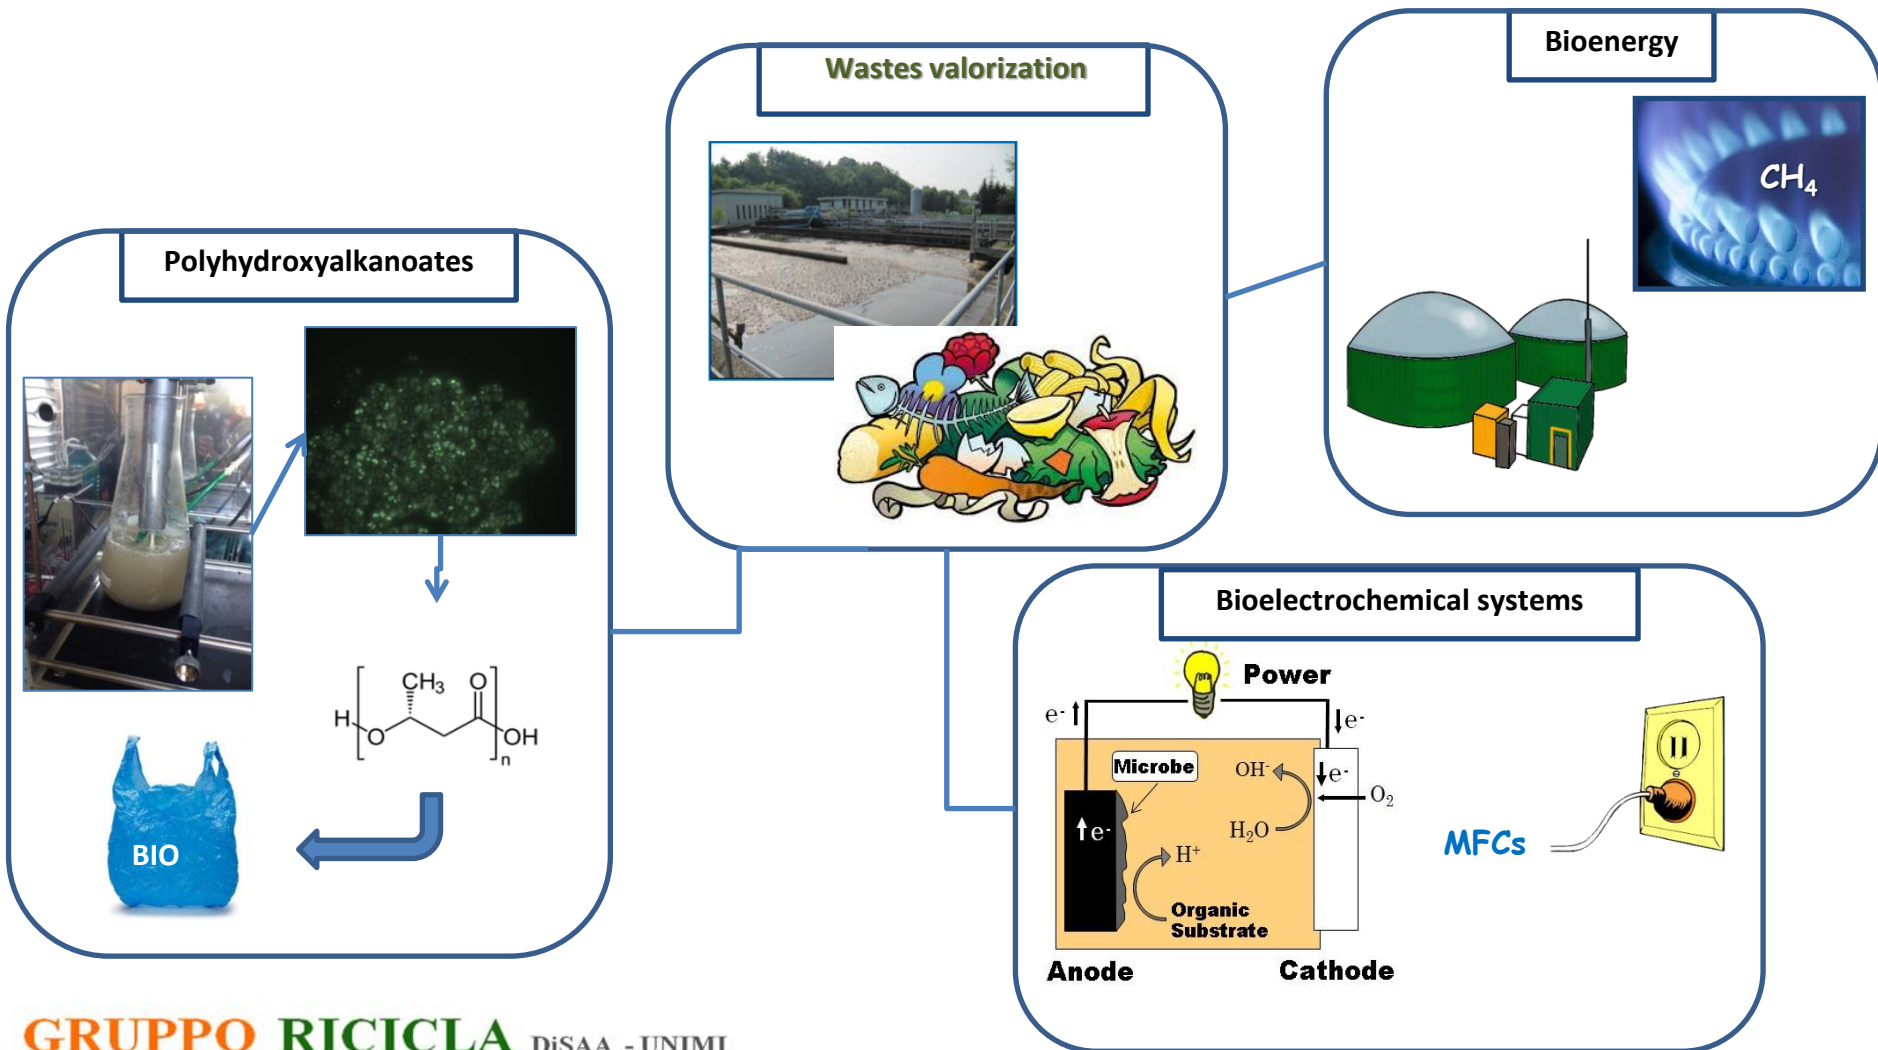 Wastes valorization
Bioenergy
CH₄
Polyhydroxyalkanoates
CH₃
O
H
O
OH
n
BIO
Bioelectrochemical systems
Power
e-
e-
Microbe
OH-
e-
O₂
e-
H₂O
H+
Organic
Substrate
Anode
Cathode
MFCs
GRUPPO RICICLA DiSAA - UNIMI